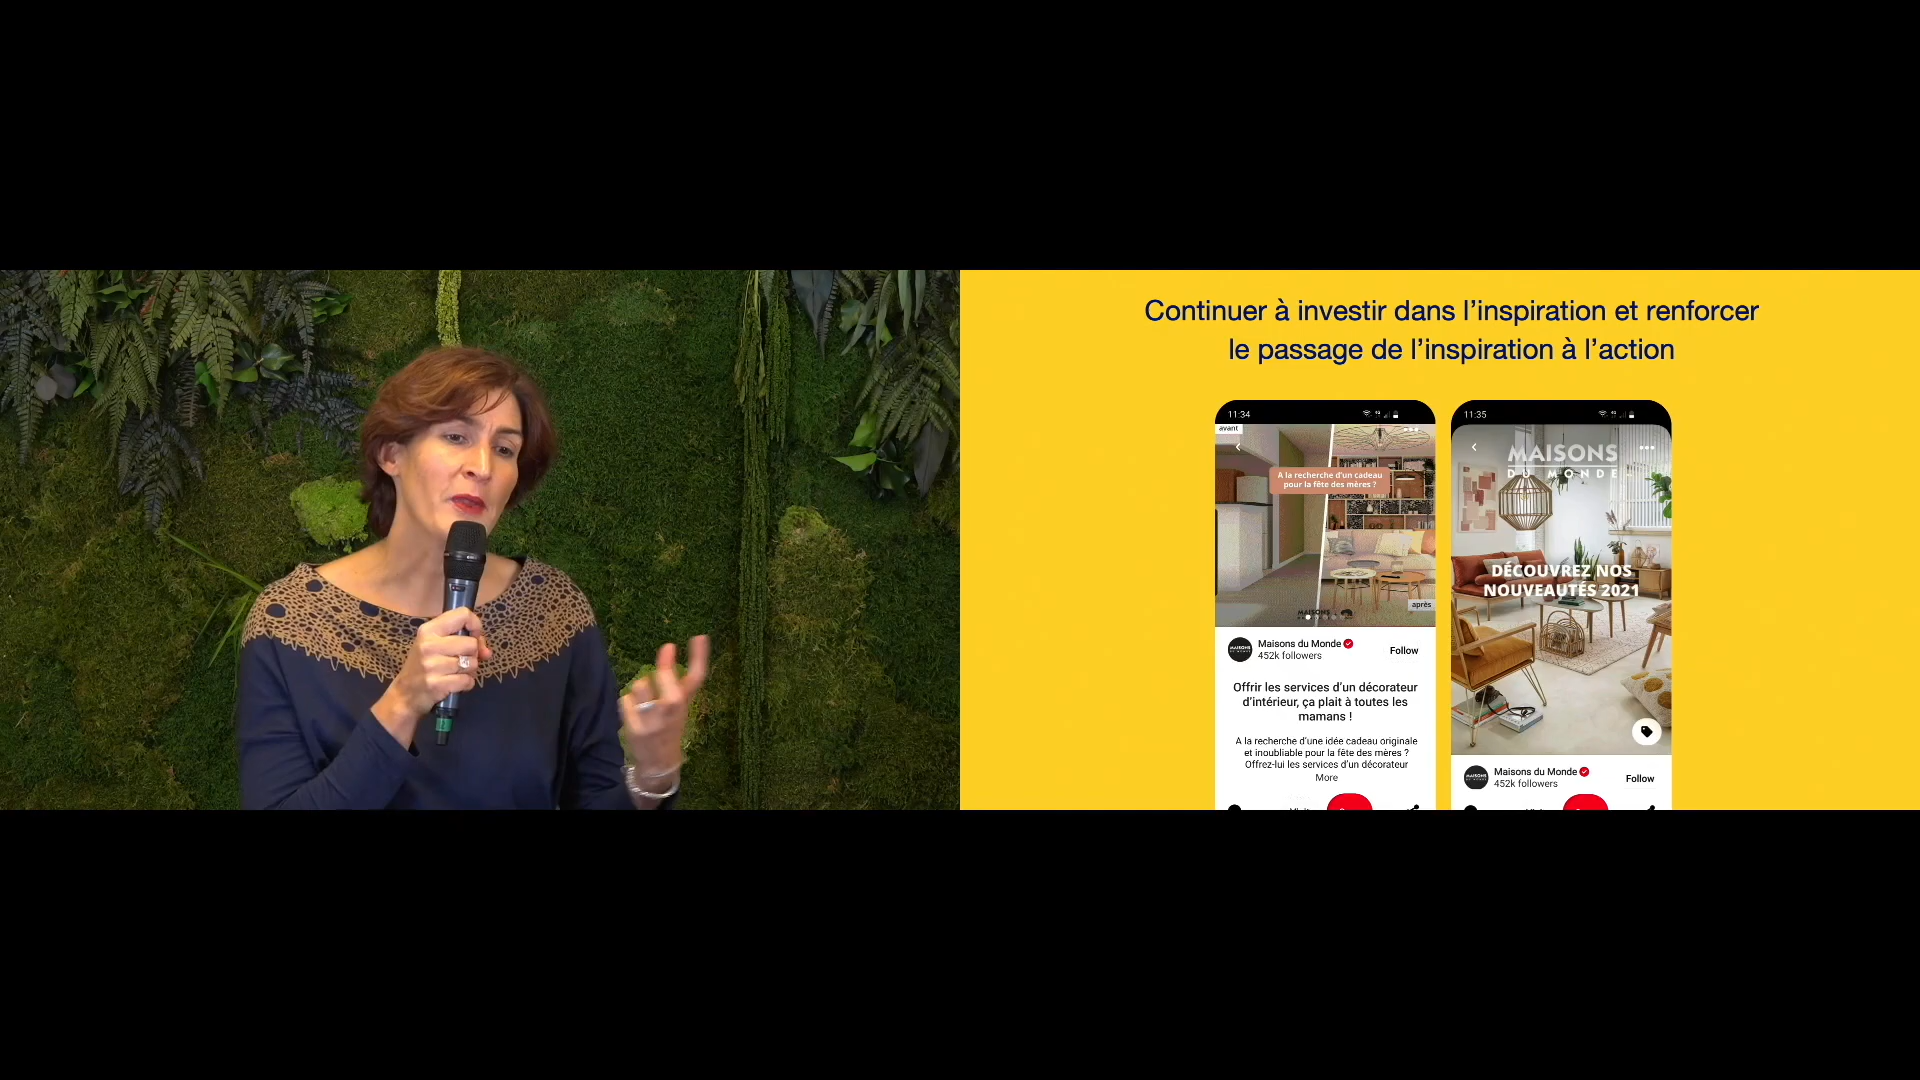 Continuer à investir dans l’inspiration et renforcer
le passage de l’inspiration à l’action
11:34
avant
A la recherche d'un cadeau
pour la fête des mères ?
après
MAISONS
Maisons du Monde
452k followers
Follow
Offrir les services d’un décorateur
d’intérieur, ça plait à toutes les
mamans !
A la recherche d’une idée cadeau originale
et inoubliable pour la fête des mères ?
Offrez-lui les services d’un décorateur
More
11:35
MAISONS
DU MONDE
DÉCOUVREZ NOS
NOUVEAUTÉS 2021
Maisons du Monde
452k followers
Follow